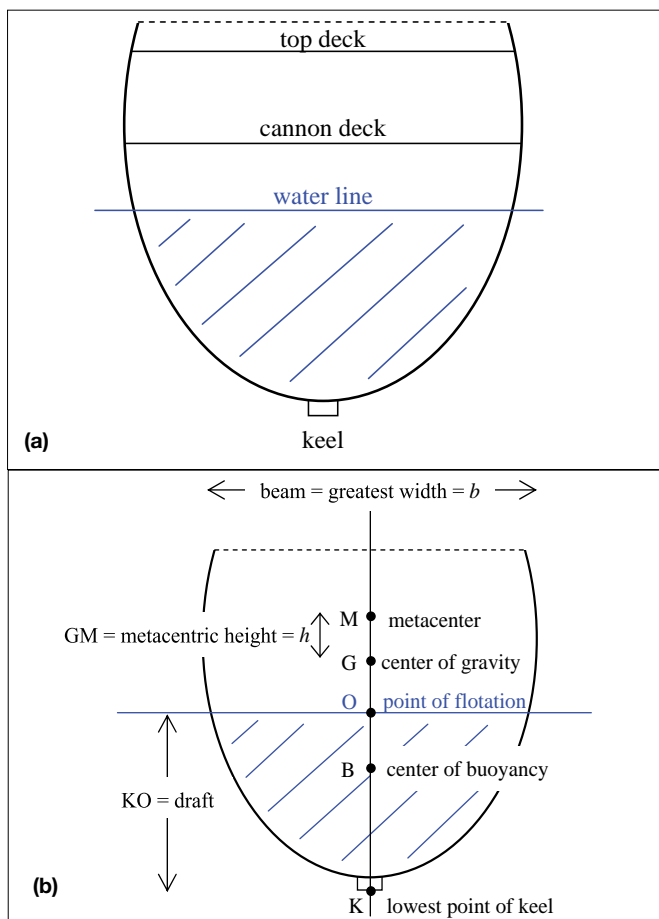 top deck
cannon deck
water line
keel
(a)
beam = greatest width = b
M metacenter
GM = metacentric height = h
G center of gravity
O point of flotation
B center of buoyancy
KO = draft
K lowest point of keel
(b)